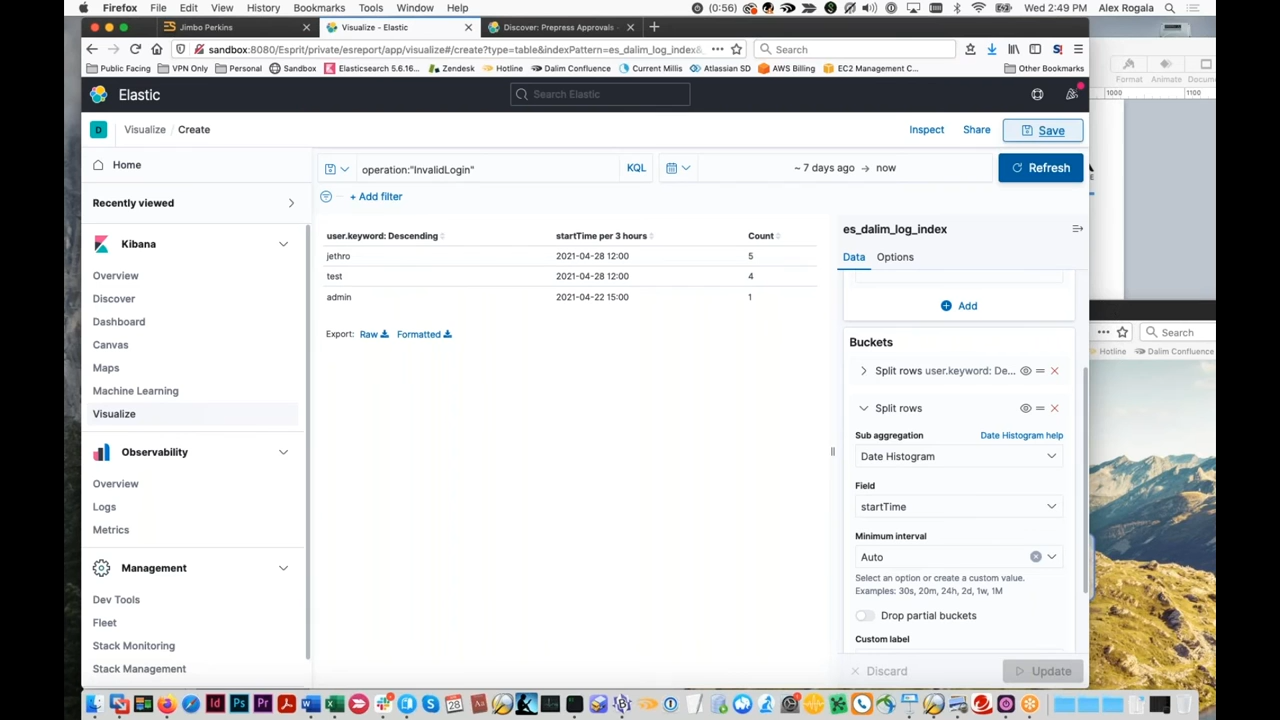 Firefox File Edit View History Bookmarks Tools Window Help (0:56) Wed 2:49 PM Alex Rogala
Jimbo Perkins Visualize - Elastic Discover: Prepress Approvals -
sandbox:8080/Esprit/private/esreport/app/visualize#/create?type=table&indexPattern=es_dalim_log_index& Search
Public Facing VPN Only Personal Sandbox Elasticsearch 5.6.16... Zendesk Hotline Dalim Confluence Current Millis Atlassian SD AWS Billing EC2 Management C... Other Bookmarks
Elastic Search Elastic
D Visualize / Create Inspect Share Save
Home operation:"InvalidLogin" KQL ~ 7 days ago → now Refresh
+ Add filter
Recently viewed
Kibana
Overview
Discover
Dashboard
Canvas
Maps
Machine Learning
Visualize
Observability
Overview
Logs
Metrics
Management
Dev Tools
Fleet
Stack Monitoring
Stack Management
user.keyword: Descending startTime per 3 hours Count
jethro 2021-04-28 12:00 5
test 2021-04-28 12:00 4
admin 2021-04-22 15:00 1
Export: Raw Formatted
es_dalim_log_index
Data Options
Add
Buckets
Split rows user.keyword: De...
Split rows
Sub aggregation Date Histogram help
Date Histogram
Field
startTime
Minimum interval
Auto
Select an option or create a custom value.
Examples: 30s, 20m, 24h, 2d, 1w, 1M
Drop partial buckets
Custom label
Discard Update
Format Animate
1000 1100
Search
Hotline Dalim Confluence